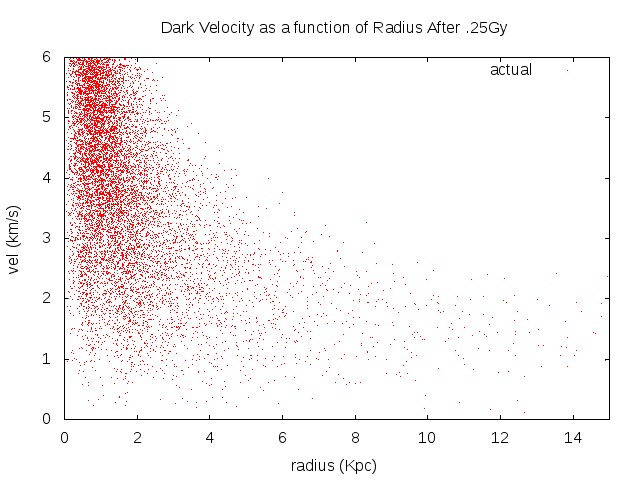 Dark Velocity as a function of Radius After .25Gy
actual
6
5
4
3
2
1
0
vel (km/s)
0 2 4 6 8 10 12 14
radius (Kpc)